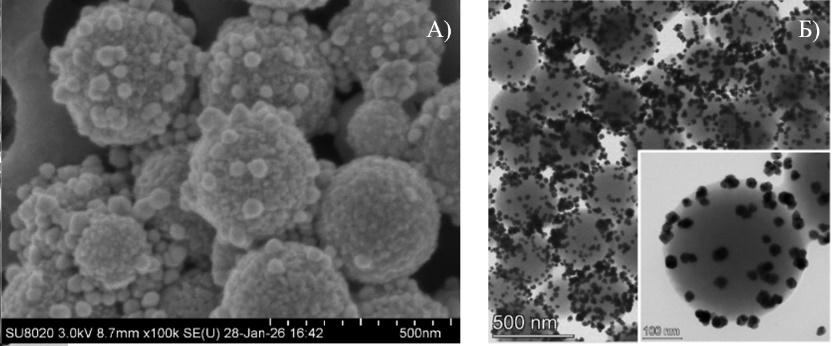 А)
SU8020 3.0kV 8.7mm x100k SE(U) 28-Jan-26 16:42 500nm
Б)
500 nm
100 nm